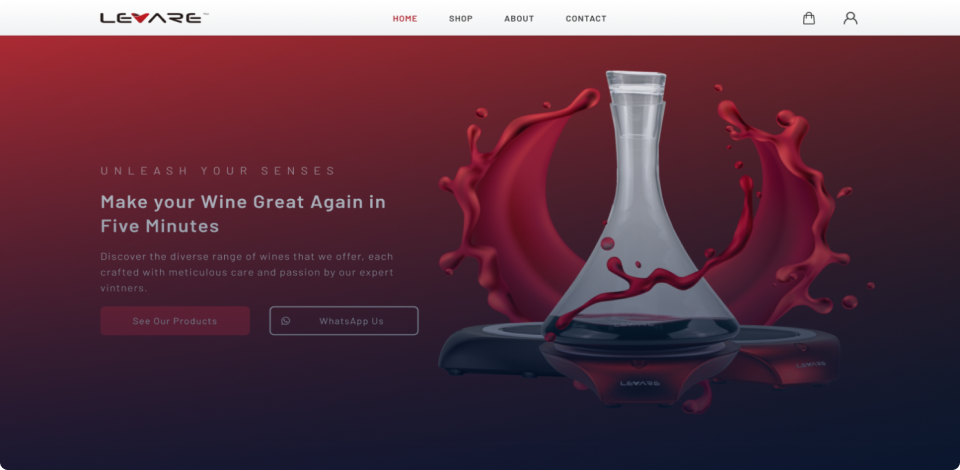 LEVARE
HOME
SHOP
ABOUT
CONTACT
UNLEASH YOUR SENSES
Make your Wine Great Again in
Five Minutes
Discover the diverse range of wines that we offer, each
crafted with meticulous care and passion by our expert
vintners.
See Our Products
WhatsApp Us
LEVARE
LEVARE